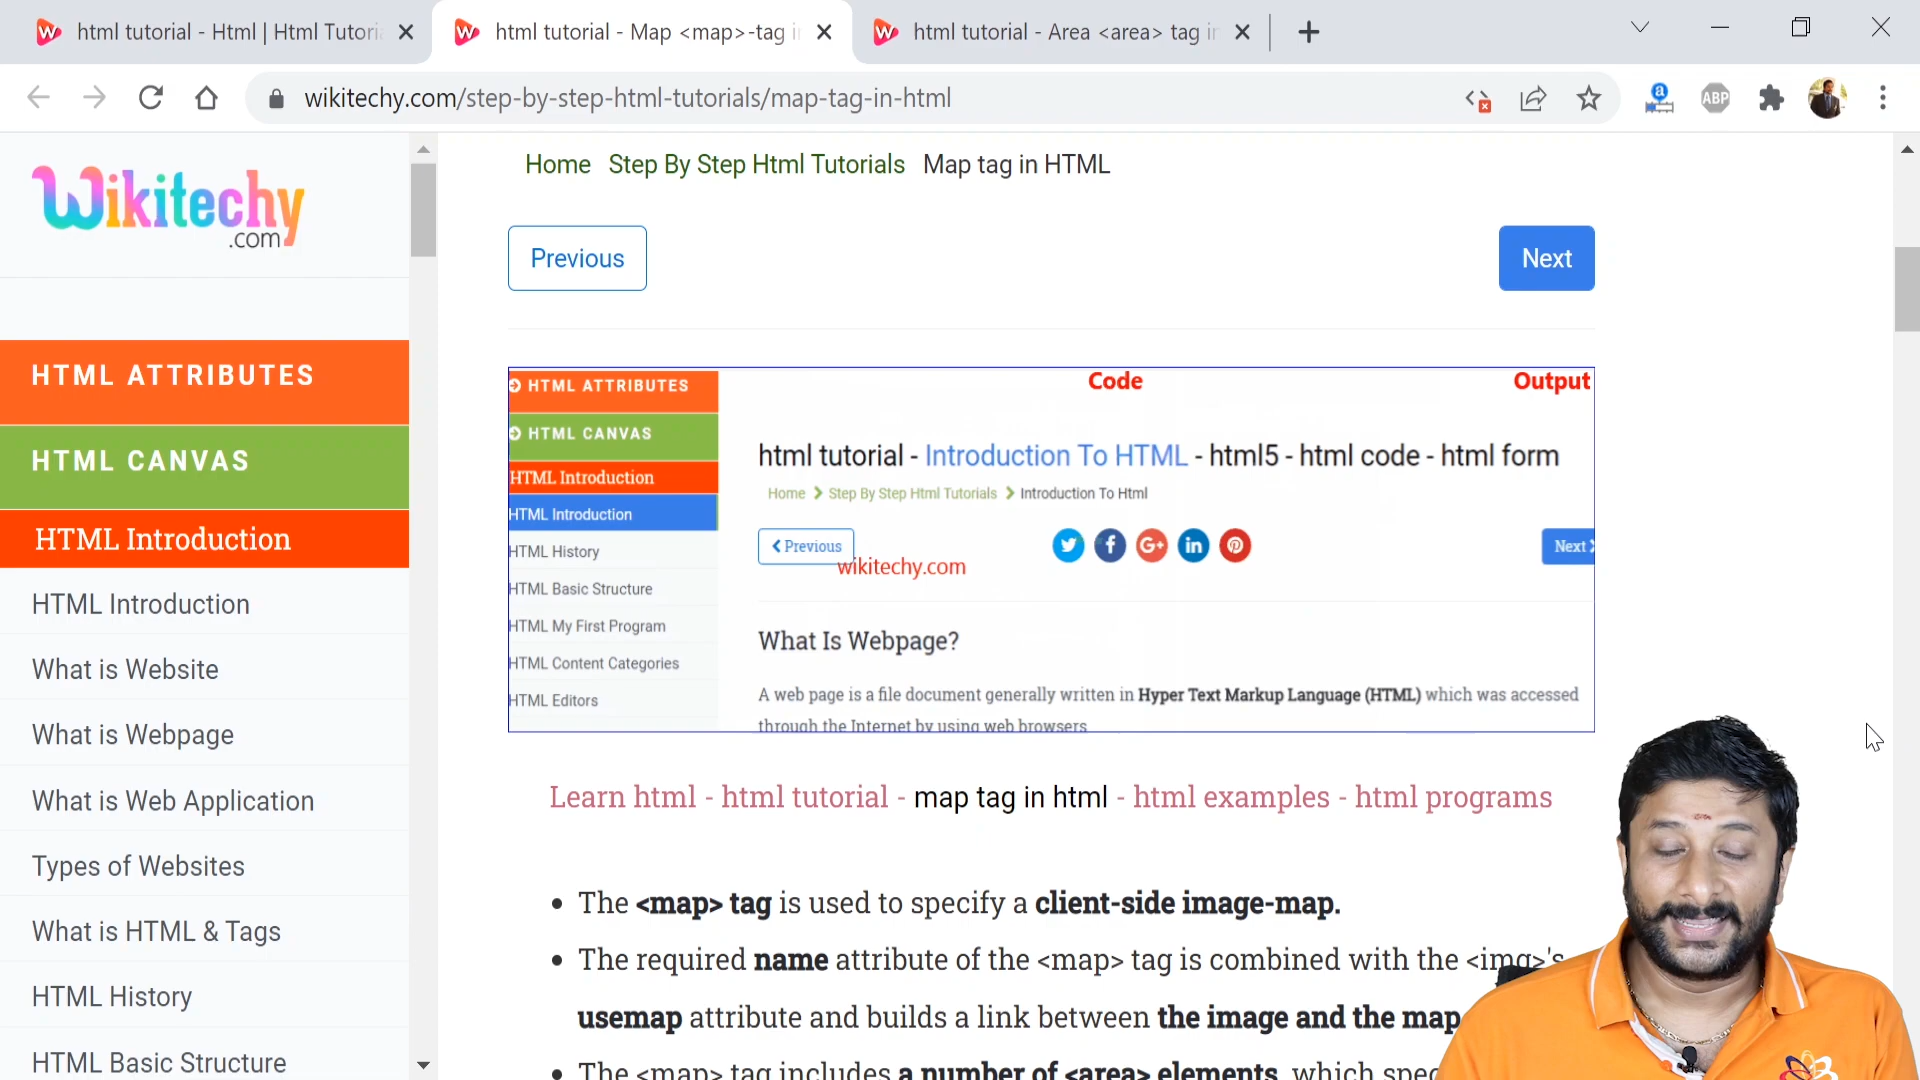 html tutorial - Html | Html Tutori
html tutorial - Map <map>-tag i
html tutorial - Area <area> tag i
wikitechy.com/step-by-step-html-tutorials/map-tag-in-html
ABP
Wikitechy
.com
HTML ATTRIBUTES
HTML CANVAS
HTML Introduction
HTML Introduction
What is Website
What is Webpage
What is Web Application
Types of Websites
What is HTML & Tags
HTML History
HTML Basic Structure
Home Step By Step Html Tutorials Map tag in HTML
Previous
Next
Code
Output
HTML ATTRIBUTES
HTML CANVAS
HTML Introduction
HTML Introduction
HTML History
HTML Basic Structure
HTML My First Program
HTML Content Categories
HTML Editors
html tutorial - Introduction To HTML - html5 - html code - html form
Home Step By Step Html Tutorials Introduction To Html
Previous
wikitechy.com
Next
What Is Webpage?
A web page is a file document generally written in Hyper Text Markup Language (HTML) which was accessed
through the Internet by using web browsers
Learn html - html tutorial - map tag in html - html examples - html programs
• The <map> tag is used to specify a client-side image-map.
• The required name attribute of the <map> tag is combined with the <img>'s
usemap attribute and builds a link between the image and the map
• The <map> tag includes a number of <area> elements, which